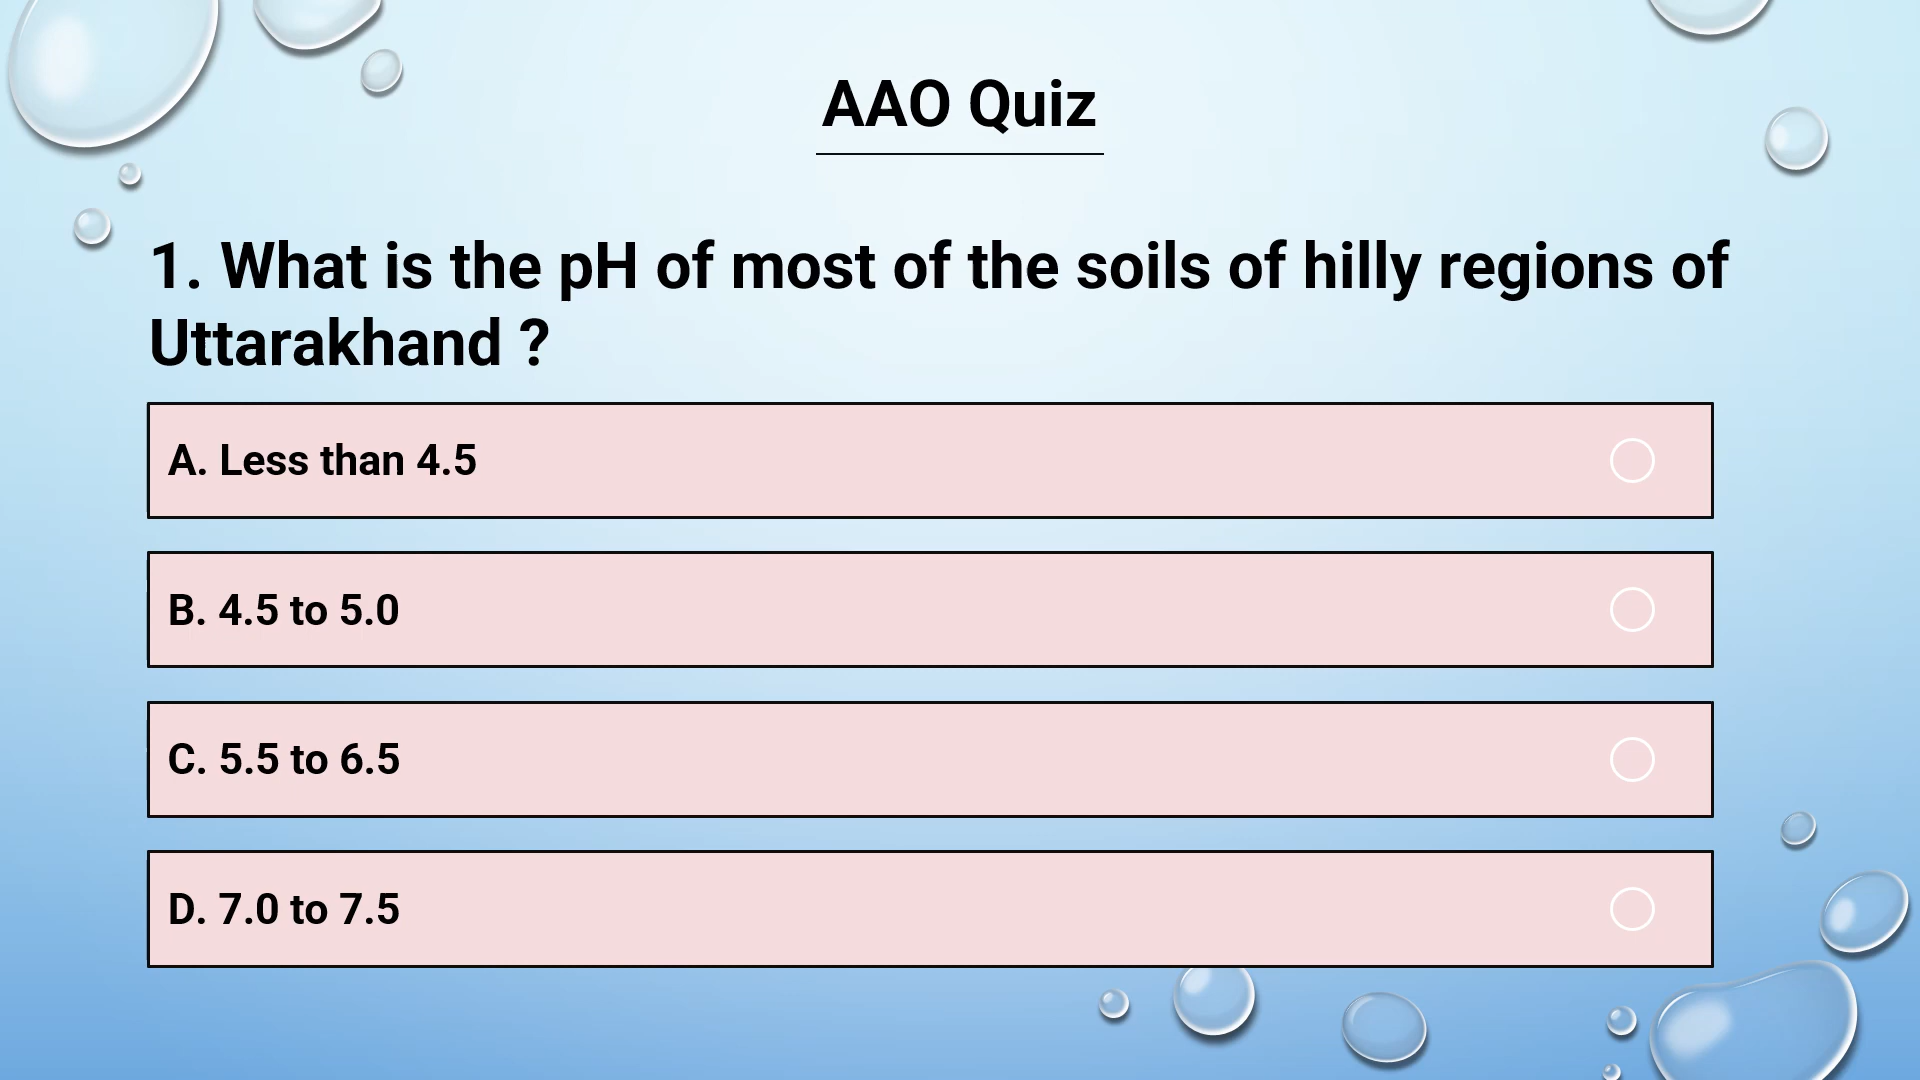 AAO Quiz
1. What is the pH of most of the soils of hilly regions of
Uttarakhand ?
A. Less than 4.5
B. 4.5 to 5.0
C. 5.5 to 6.5
D. 7.0 to 7.5